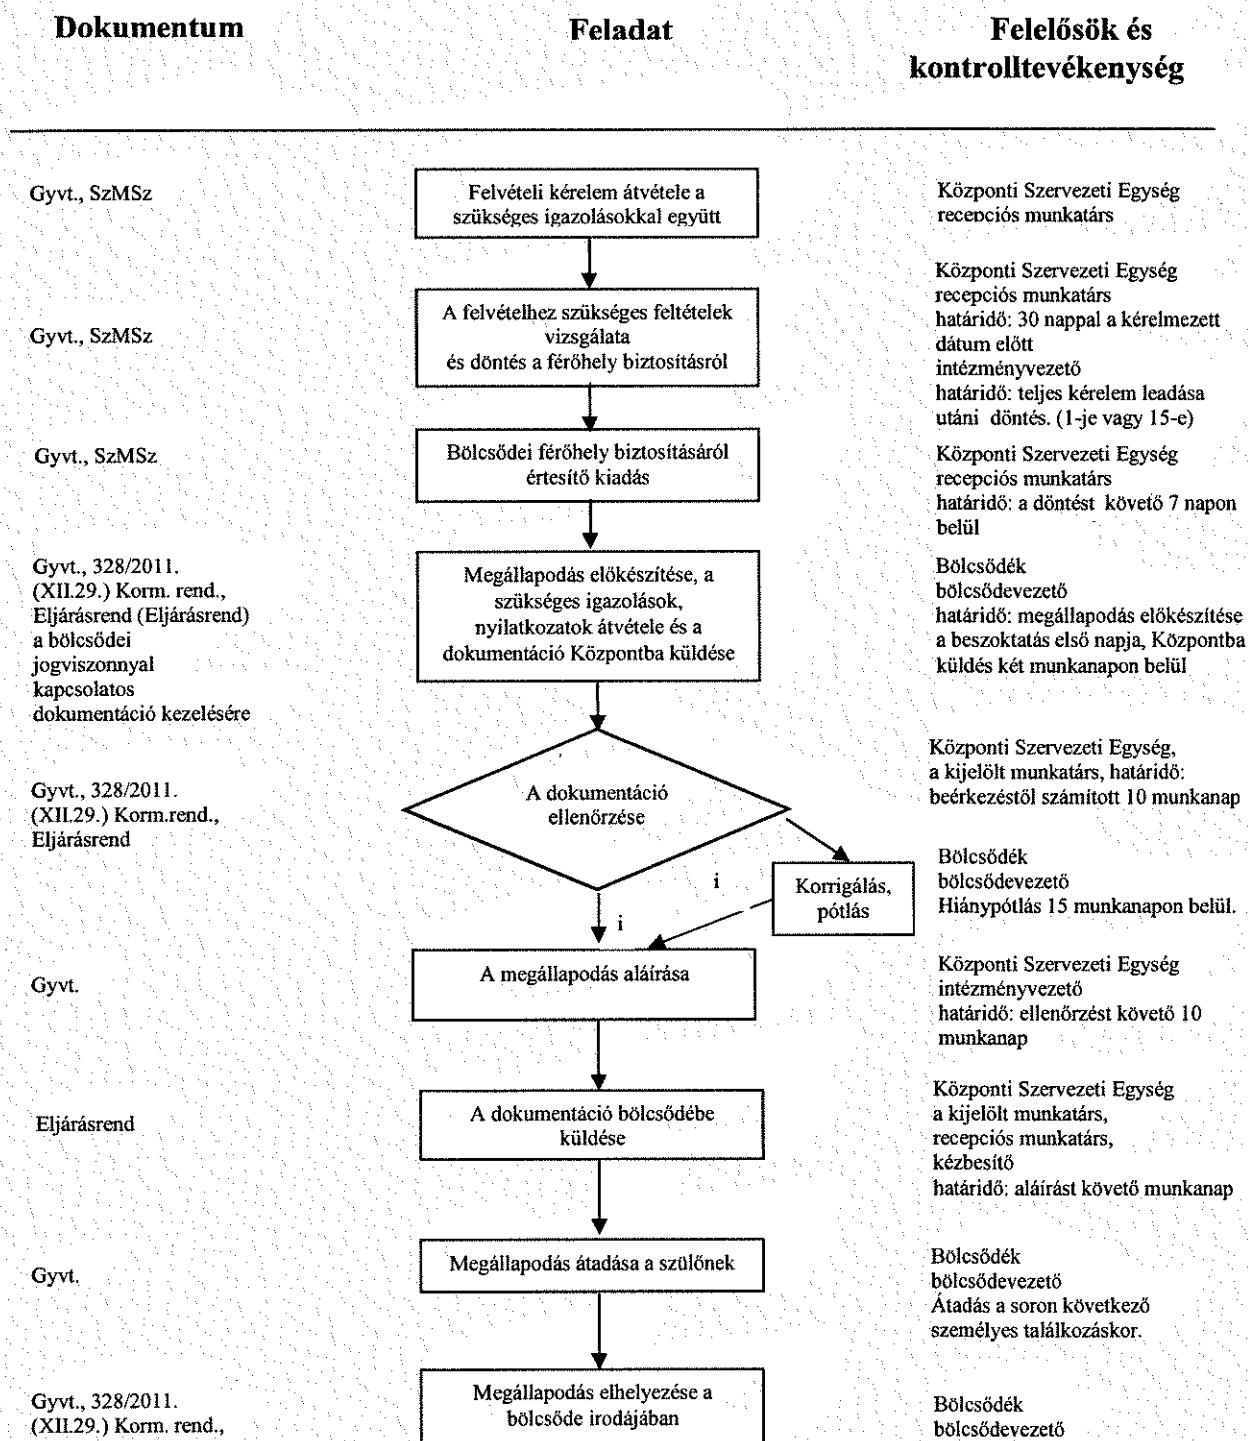 Dokumentum
Feladat
Felelősök és
kontrolltevékenység
Gyvt., SzMSz
Felvételi kérelem átvétele a
szükséges igazolásokkal együtt
Központi Szervezeti Egység
recepciós munkatárs
Gyvt., SzMSz
A felvételhez szükséges feltételek
vizsgálata
és döntés a férőhely biztosításról
Központi Szervezeti Egység
recepciós munkatárs
határidő: 30 nappal a kérelmezett
dátum előtt
intézményvezető
határidő: teljes kérelem leadása
utáni döntés. (1-je vagy 15-e)
Gyvt., SzMSz
Bölcsődei férőhely biztosításáról
értesítő kiadás
Központi Szervezeti Egység
recepciós munkatárs
határidő: a döntést követő 7 napon
belül
Gyvt., 328/2011.
(XII.29.) Korm. rend.,
Eljárásrend (Eljárásrend)
a bölcsődei
jogviszonnyal
kapcsolatos
dokumentáció kezelésére
Megállapodás előkészítése, a
szükséges igazolások,
nyilatkozatok átvétele és a
dokumentáció Központba küldése
Bölcsődék
bölcsődevezető
határidő: megállapodás előkészítése
a beszoktatás első napja, Központba
küldés két munkanapon belül
Gyvt., 328/2011.
(XII.29.) Korm.rend.,
Eljárásrend
A dokumentáció
ellenőrzése
Központi Szervezeti Egység,
a kijelölt munkatárs, határidő:
beérkezéstől számított 10 munkanap
i
Korrigálás,
pótlás
Bölcsődék
bölcsődevezető
Hiánypótlás 15 munkanapon belül.
i
Gyvt.
A megállapodás aláírása
Központi Szervezeti Egység
intézményvezető
határidő: ellenőrzést követő 10
munkanap
Eljárásrend
A dokumentáció bölcsődébe
küldése
Központi Szervezeti Egység
a kijelölt munkatárs,
recepciós munkatárs,
kézbesítő
határidő: aláírást követő munkanap
Gyvt.
Megállapodás átadása a szülőnek
Bölcsődék
bölcsődevezető
Átadás a soron következő
személyes találkozáskor.
Gyvt., 328/2011.
(XII.29.) Korm. rend.,
Megállapodás elhelyezése a
bölcsőde irodájában
Bölcsődék
bölcsődevezető